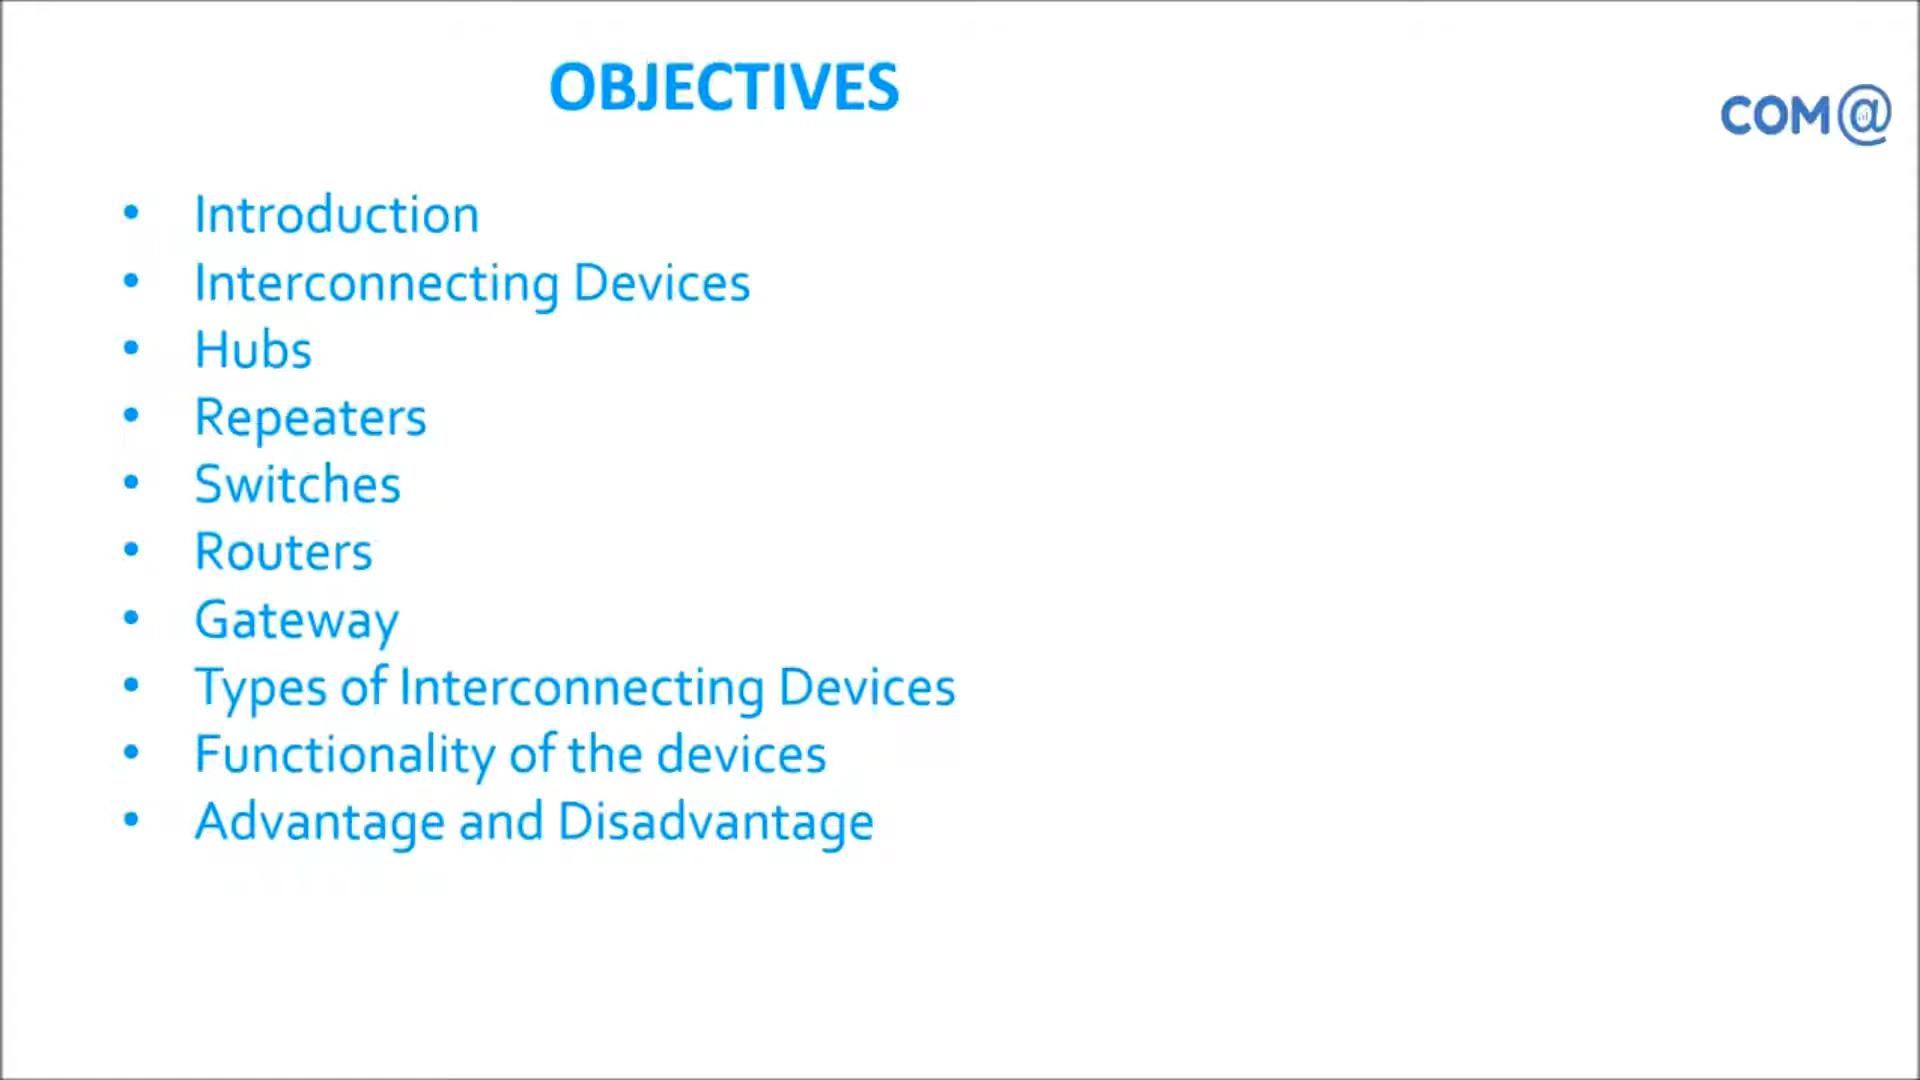 OBJECTIVES
COM@
• Introduction
• Interconnecting Devices
• Hubs
• Repeaters
• Switches
• Routers
• Gateway
• Types of Interconnecting Devices
• Functionality of the devices
• Advantage and Disadvantage